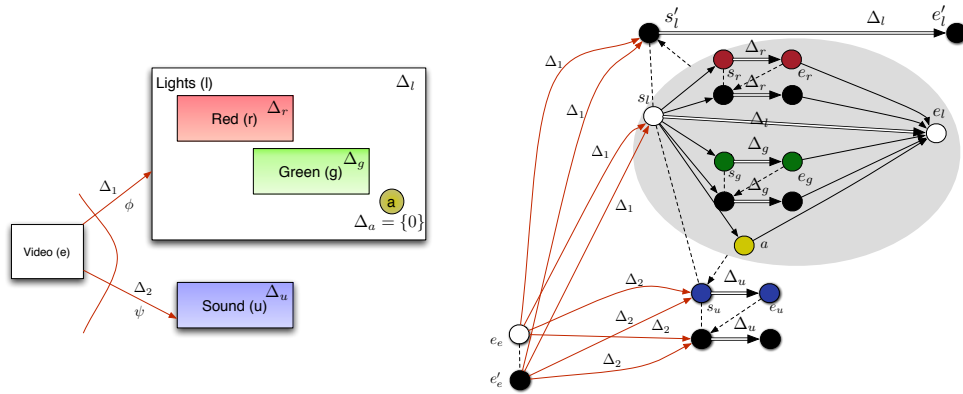 Lights (l)
Δ_l
Red (r)
Δ_r
Green (g)
Δ_g
a
Δ_a = {0}
Δ_1
ϕ
Video (e)
Δ_2
ψ
Sound (u)
Δ_u
s'_l
Δ_l
e'_l
Δ_1
Δ_r
s_r
e_r
Δ_1
Δ_r
s_l
e_l
Δ_l
Δ_1
Δ_g
s_g
e_g
Δ_g
Δ_1
a
Δ_2
Δ_u
s_u
e_u
Δ_2
Δ_2
Δ_u
e_e
Δ_2
e'_e